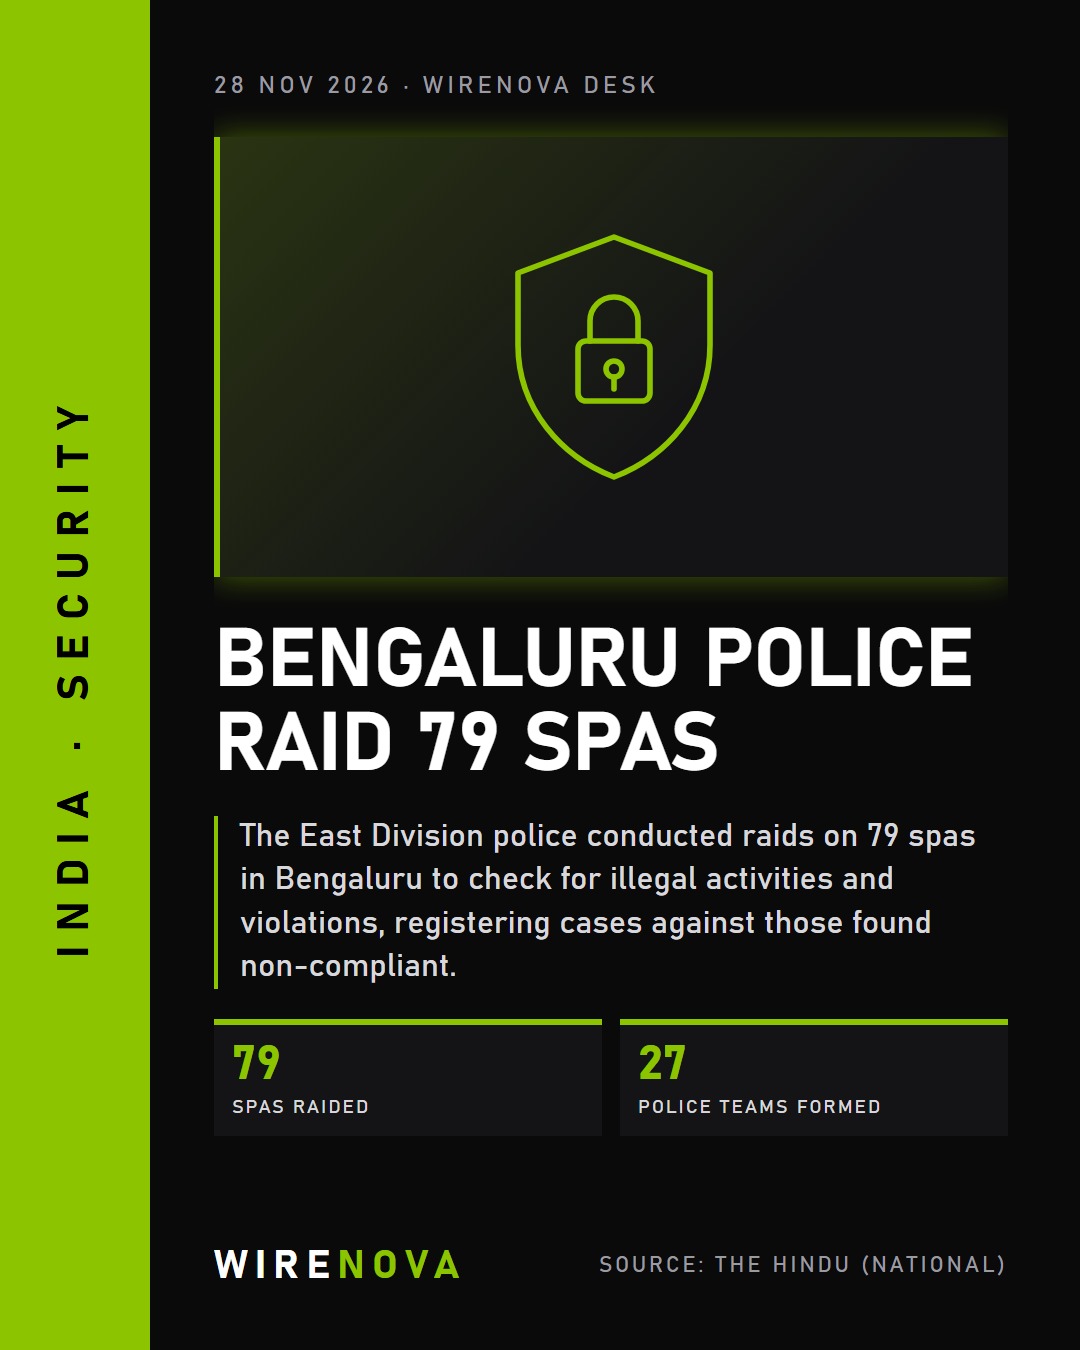 INDIA · SECURITY
28 NOV 2026 · WIRENOVA DESK
BENGALURU POLICE
RAID 79 SPAS
The East Division police conducted raids on 79 spas
in Bengaluru to check for illegal activities and
violations, registering cases against those found
non-compliant.
79
SPAS RAIDED
27
POLICE TEAMS FORMED
WIRENOVA
SOURCE: THE HINDU (NATIONAL)